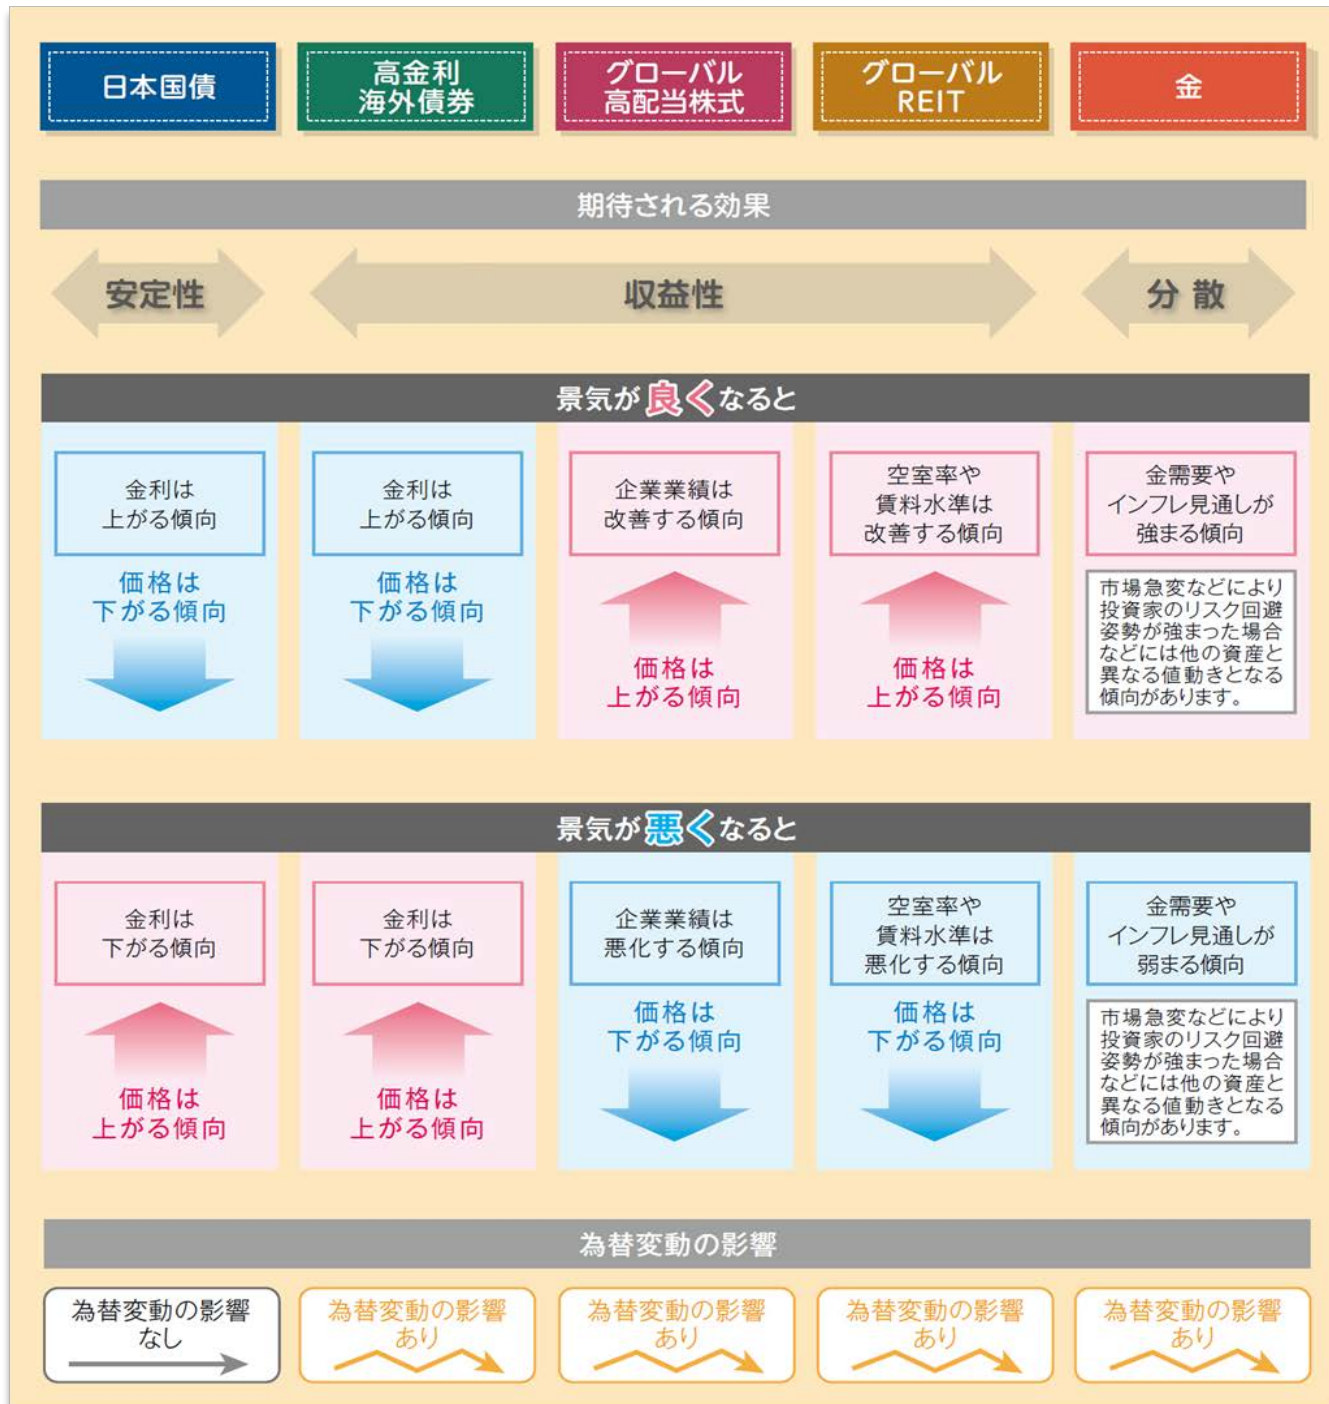 日本国債
高金利
海外債券
グローバル
高配当株式
グローバル
REIT
金
期待される効果
安定性
収益性
分散
景気が良くなると
金利は
上がる傾向
価格は
下がる傾向
金利は
上がる傾向
価格は
下がる傾向
企業業績は
改善する傾向
価格は
上がる傾向
空室率や
賃料水準は
改善する傾向
価格は
上がる傾向
金需要や
インフレ見通しが
強まる傾向
市場急変などにより
投資家のリスク回避
姿勢が強まった場合
などには他の資産と
異なる値動きとなる
傾向があります。
景気が悪くなると
金利は
下がる傾向
価格は
上がる傾向
金利は
下がる傾向
価格は
上がる傾向
企業業績は
悪化する傾向
価格は
下がる傾向
空室率や
賃料水準は
悪化する傾向
価格は
下がる傾向
金需要や
インフレ見通しが
弱まる傾向
市場急変などにより
投資家のリスク回避
姿勢が強まった場合
などには他の資産と
異なる値動きとなる
傾向があります。
為替変動の影響
為替変動の影響
なし
為替変動の影響
あり
為替変動の影響
あり
為替変動の影響
あり
為替変動の影響
あり